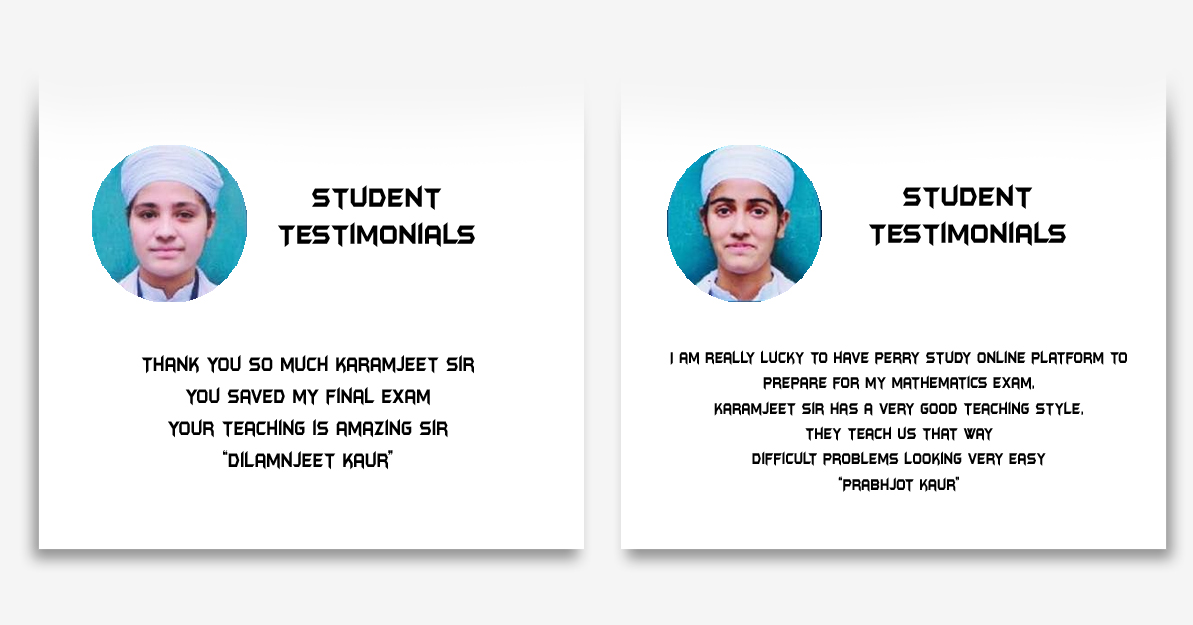 STUDENT
TESTIMONIALS
THANK YOU SO MUCH KARAMJEET SIR
YOU SAVED MY FINAL EXAM
YOUR TEACHING IS AMAZING SIR
"DILAMNJEET KAUR"
STUDENT
TESTIMONIALS
I AM REALLY LUCKY TO HAVE PERRY STUDY ONLINE PLATFORM TO
PREPARE FOR MY MATHEMATICS EXAM.
KARAMJEET SIR HAS A VERY GOOD TEACHING STYLE.
THEY TEACH US THAT WAY
DIFFICULT PROBLEMS LOOKING VERY EASY
"PRABHJOT KAUR"